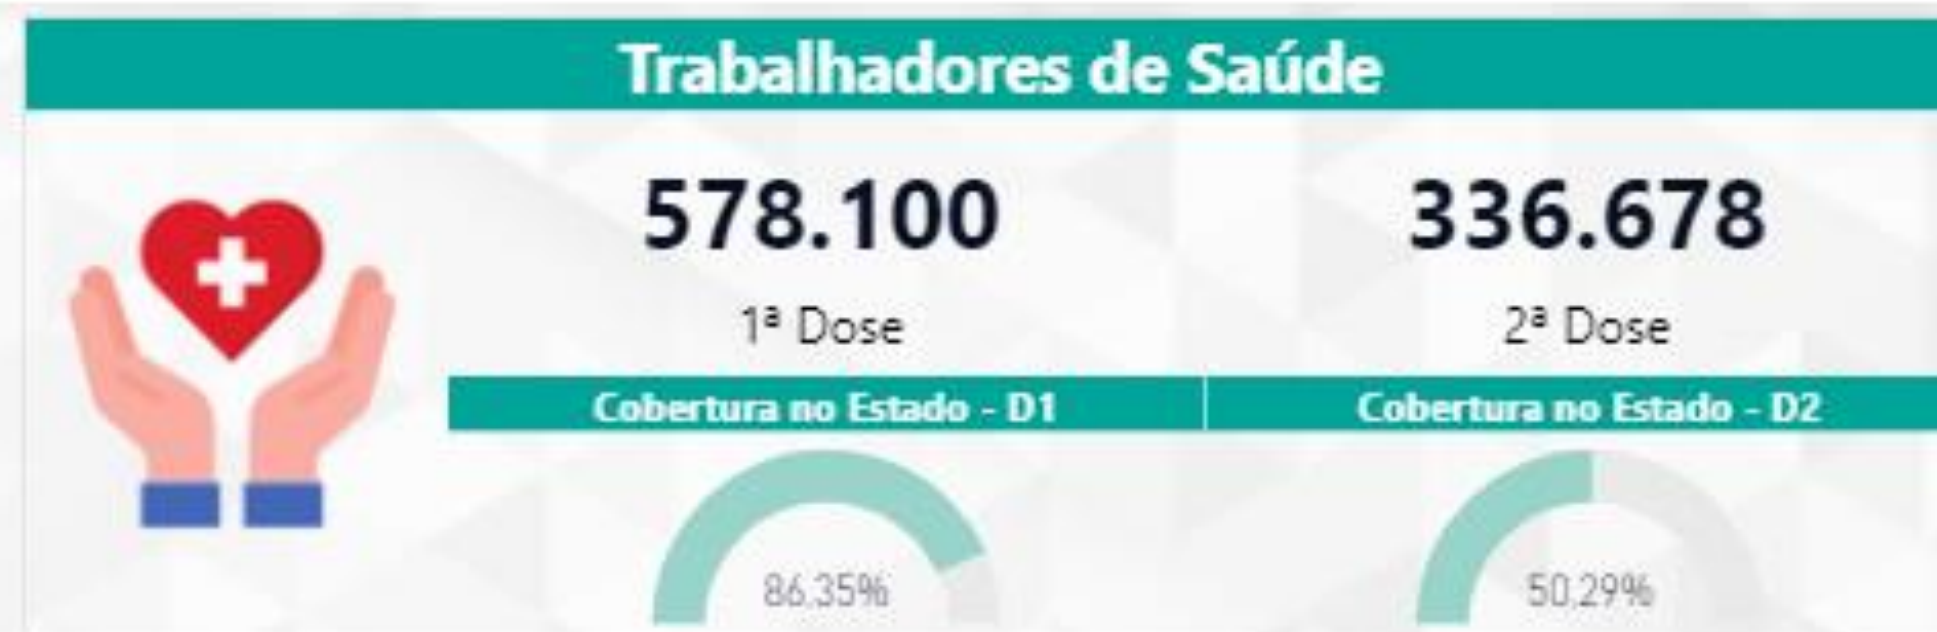 Trabalhadores de Saúde
578.100 336.678
1ª Dose 2ª Dose
Cobertura no Estado - D1 Cobertura no Estado - D2
86.35% 50.29%